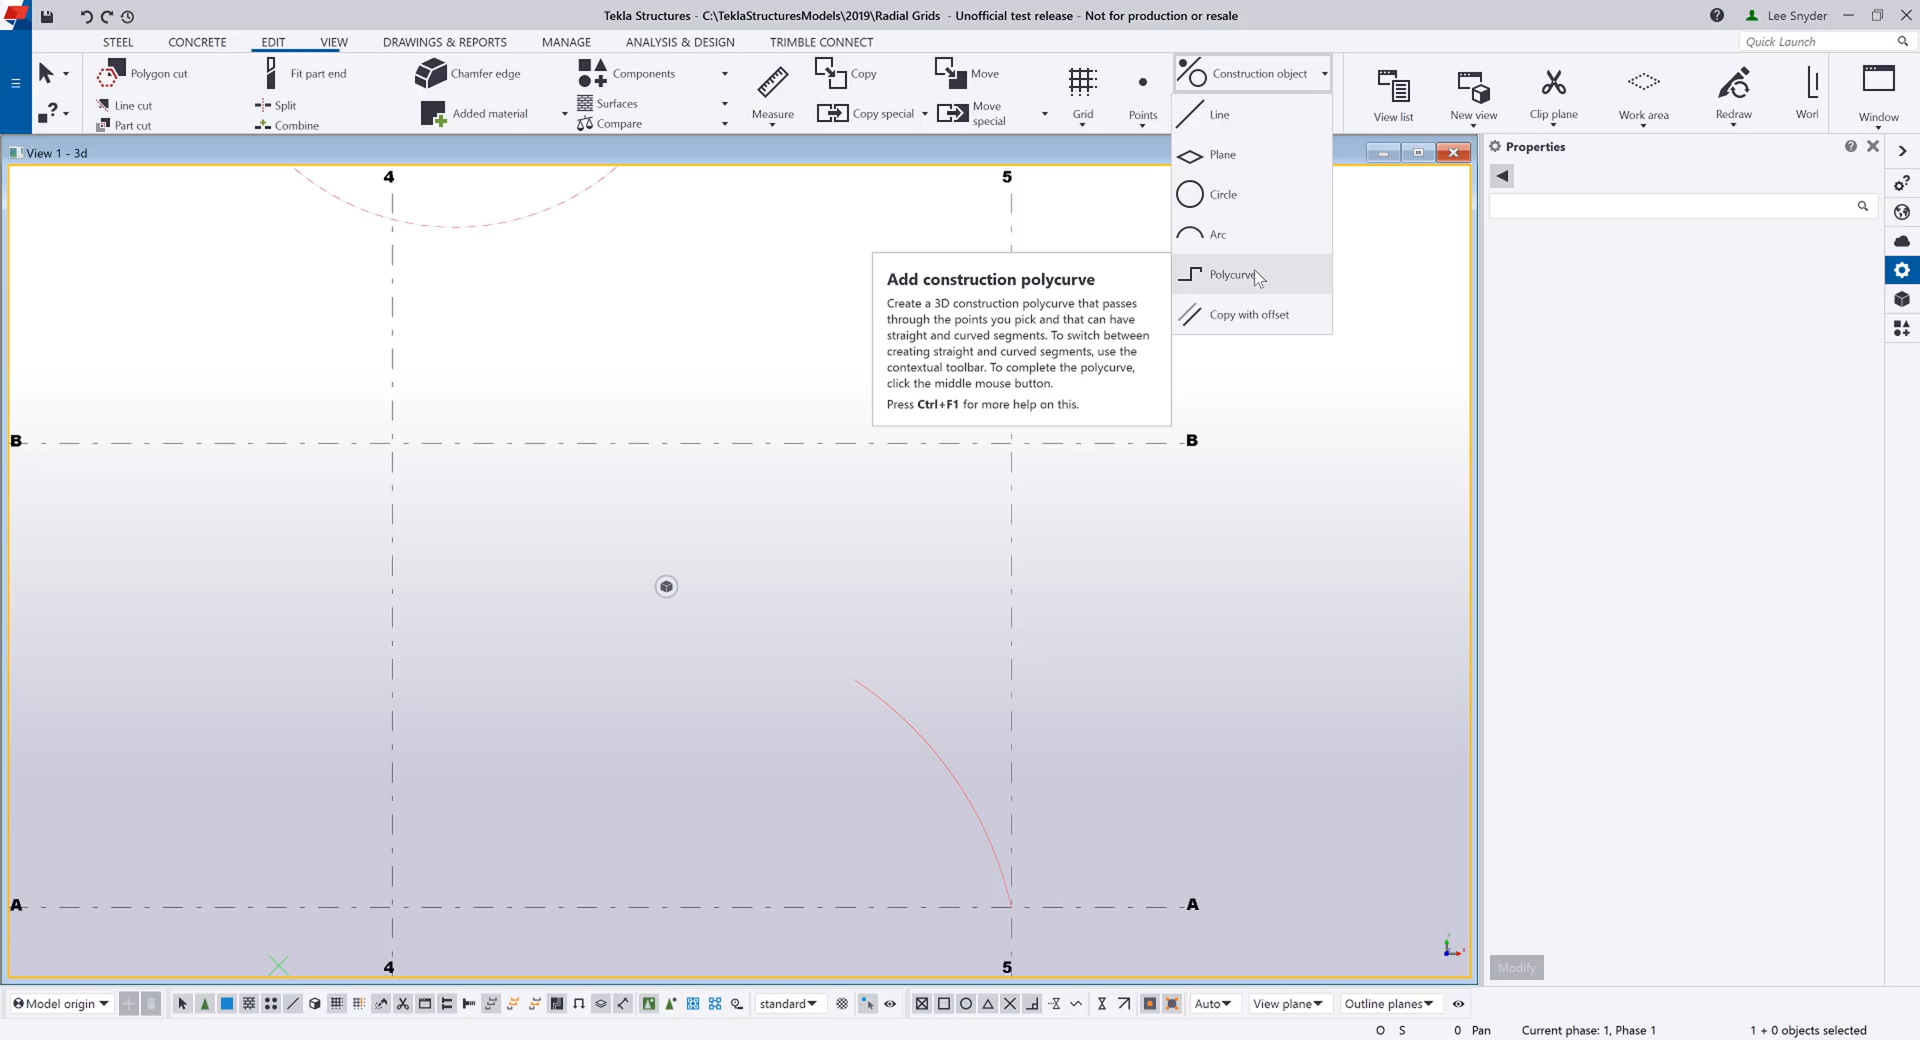 Tekla Structures - C:\TeklaStructuresModels\2019\Radial Grids - Unofficial test release - Not for production or resale
Lee Snyder
STEEL CONCRETE EDIT VIEW DRAWINGS & REPORTS MANAGE ANALYSIS & DESIGN TRIMBLE CONNECT
Quick Launch
Polygon cut
Line cut
Part cut
Fit part end
Split
Combine
Chamfer edge
Added material
Components
Surfaces
Compare
Measure
Copy
Copy special
Move
Move special
Grid
Points
Construction object
Line
Plane
Circle
Arc
Polycurve
Copy with offset
View list
New view
Clip plane
Work area
Redraw
Worl
Window
View 1 - 3d
Properties
4
5
Add construction polycurve
Create a 3D construction polycurve that passes
through the points you pick and that can have
straight and curved segments. To switch between
creating straight and curved segments, use the
contextual toolbar. To complete the polycurve,
click the middle mouse button.
Press Ctrl+F1 for more help on this.
B
B
A
A
4
5
Modify
Model origin
standard
Auto
View plane
Outline planes
O S 0 Pan Current phase: 1, Phase 1 1 + 0 objects selected